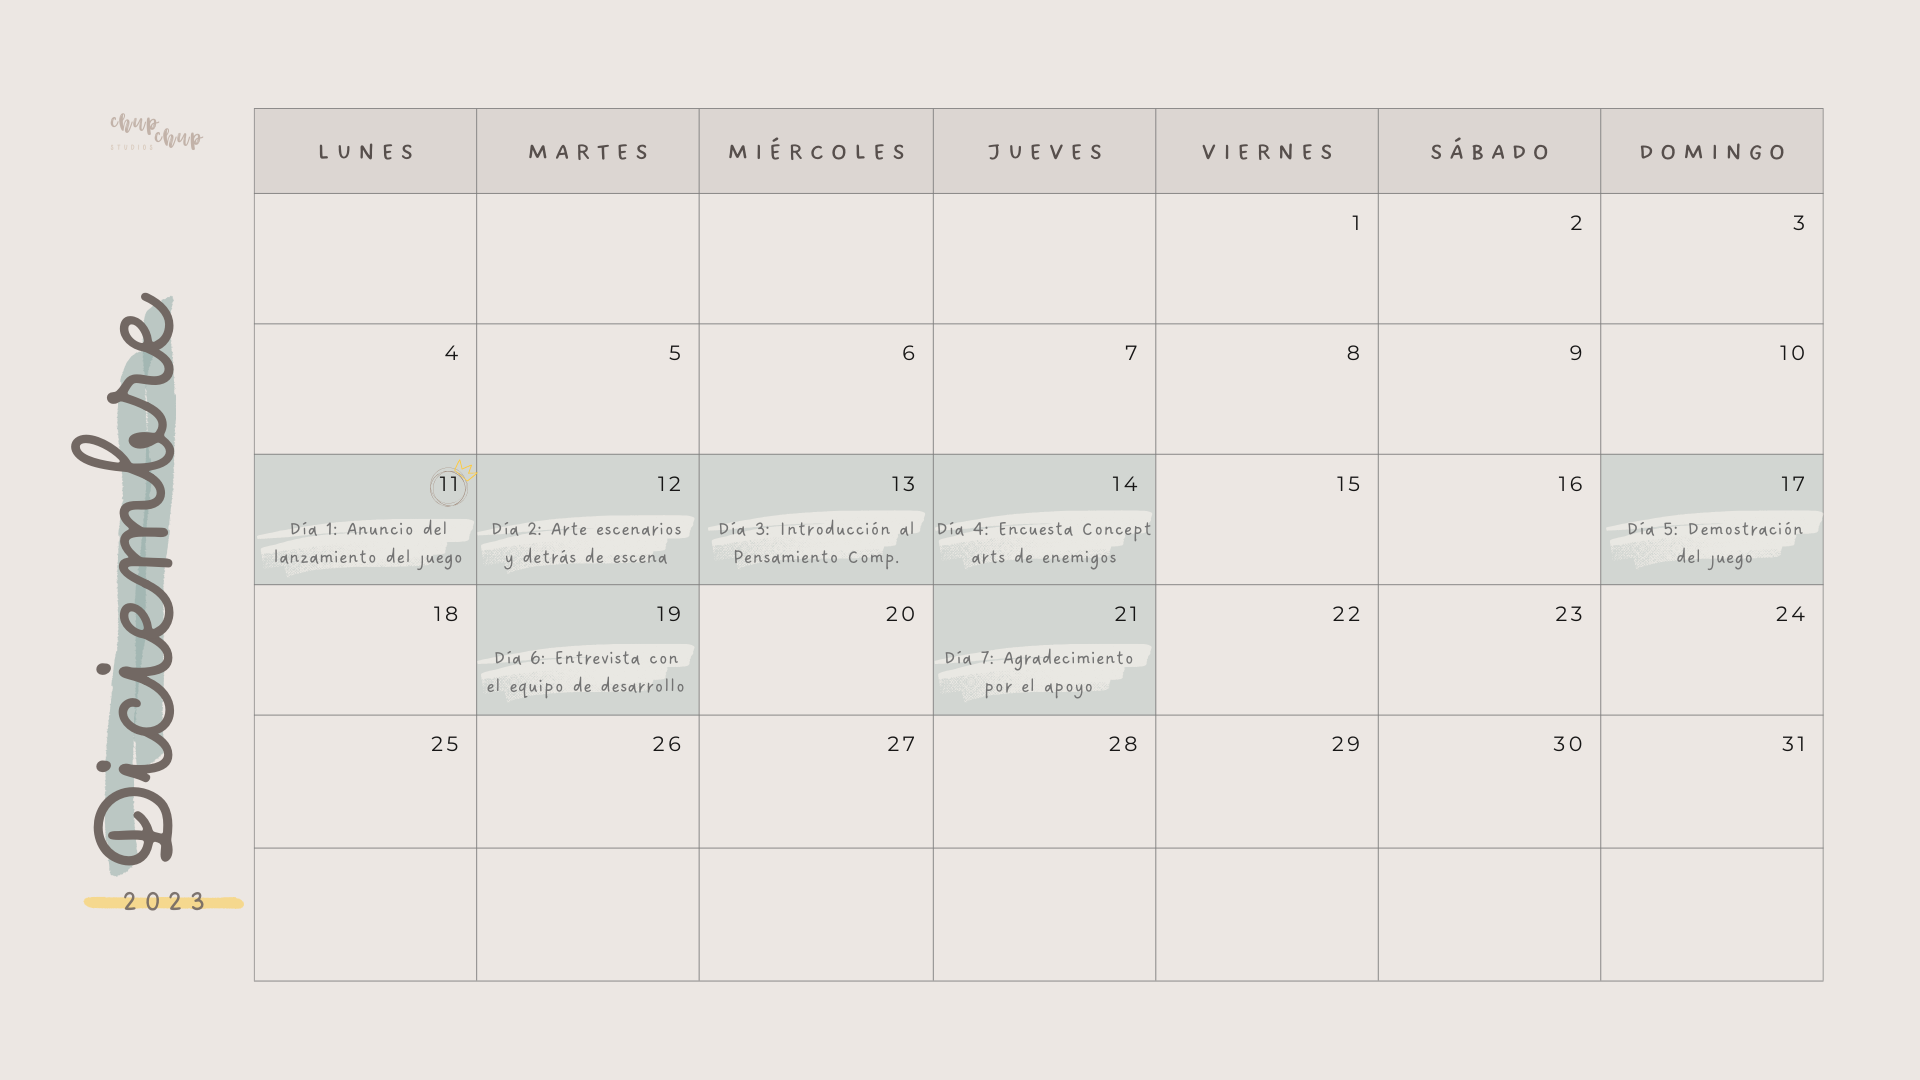 chup
chup
STUDIOS
LUNES MARTES MIÉRCOLES JUEVES VIERNES SÁBADO DOMINGO
1 2 3
4 5 6 7 8 9 10
11 12 13 14 15 16 17
Día 1: Anuncio del
lanzamiento del juego
Día 2: Arte escenarios
y detrás de escena
Día 3: Introducción al
Pensamiento Comp.
Día 4: Encuesta Concept
arts de enemigos
Día 5: Demostración
del juego
18 19 20 21 22 23 24
Día 6: Entrevista con
el equipo de desarrollo
Día 7: Agradecimiento
por el apoyo
25 26 27 28 29 30 31
Diciembre
2023